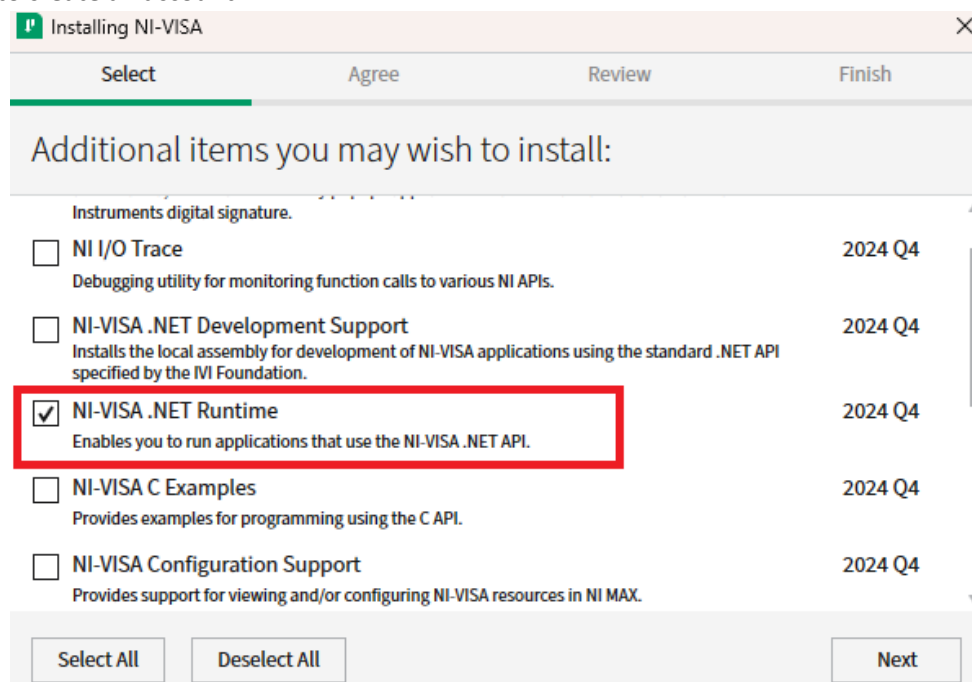 Installing NI-VISA
Select Agree Review Finish
Additional items you may wish to install:
Instruments digital signature.
NI I/O Trace 2024 Q4
Debugging utility for monitoring function calls to various NI APIs.
NI-VISA .NET Development Support 2024 Q4
Installs the local assembly for development of NI-VISA applications using the standard .NET API
specified by the IVI Foundation.
NI-VISA .NET Runtime 2024 Q4
Enables you to run applications that use the NI-VISA .NET API.
NI-VISA C Examples 2024 Q4
Provides examples for programming using the C API.
NI-VISA Configuration Support 2024 Q4
Provides support for viewing and/or configuring NI-VISA resources in NI MAX.
Select All Deselect All Next